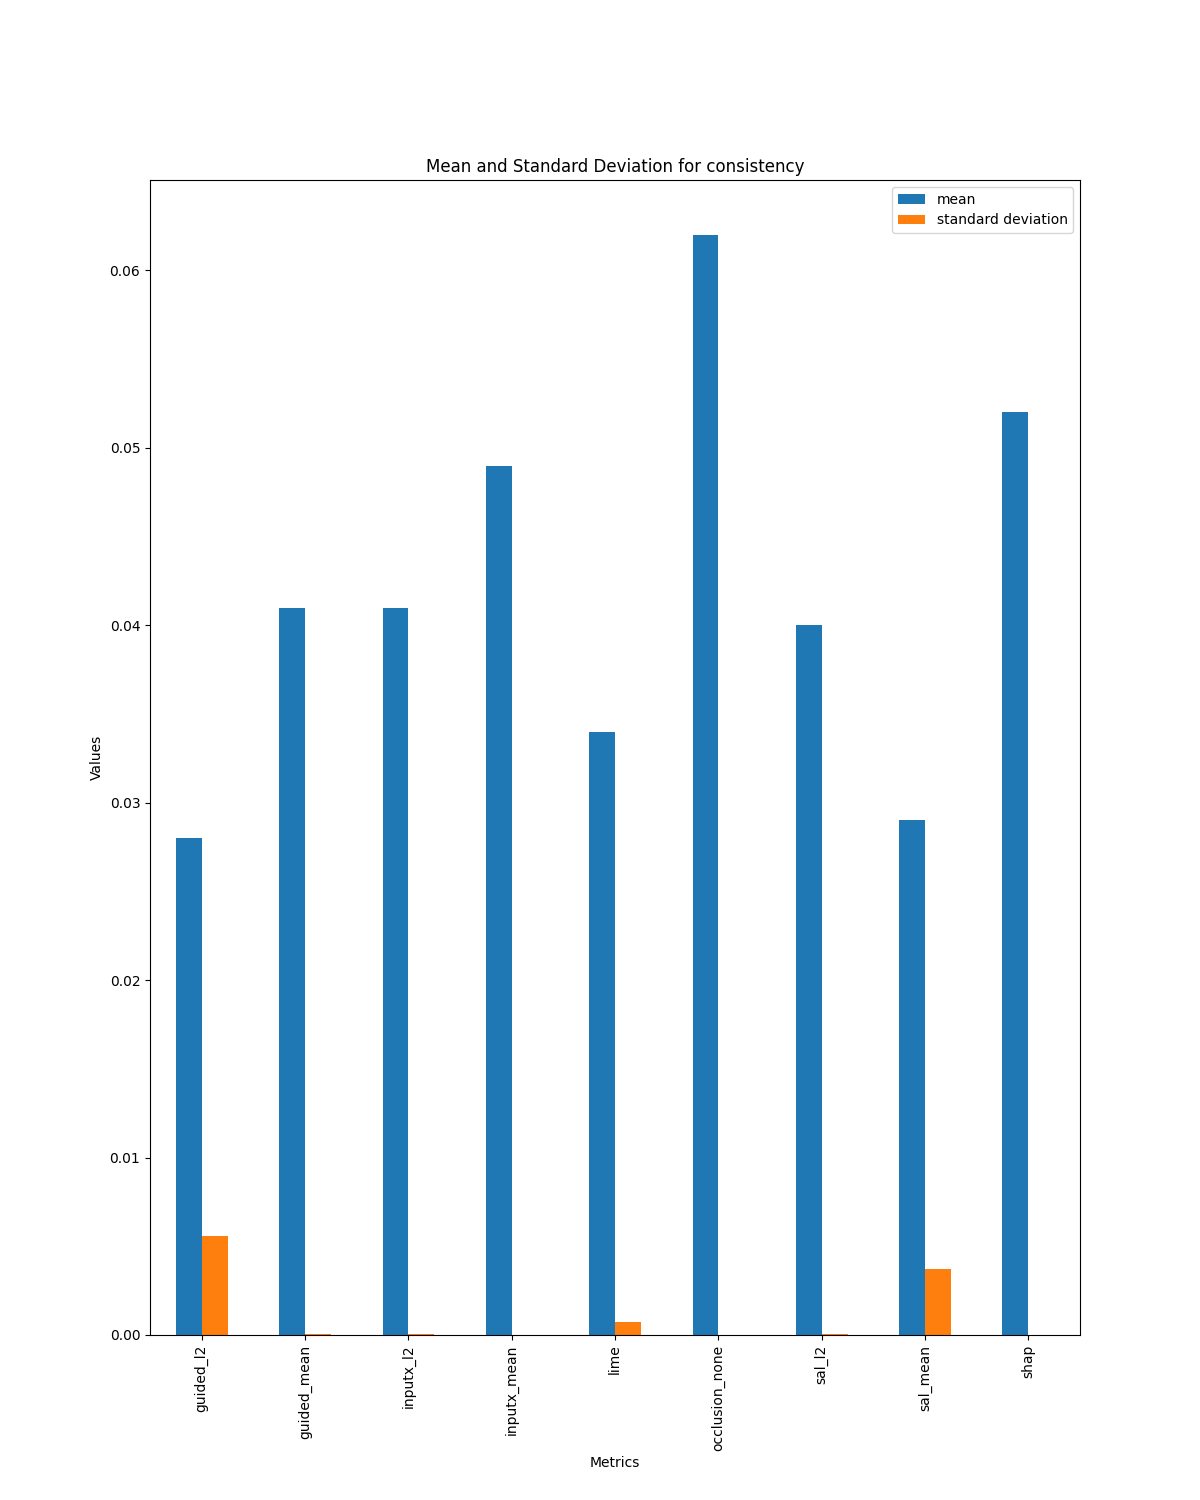 Mean and Standard Deviation for consistency
mean
standard deviation
0.06
0.05
0.04
0.03
0.02
0.01
0.00
Values
guided_l2
guided_mean
inputx_l2
inputx_mean
lime
occlusion_none
sal_l2
sal_mean
shap
Metrics